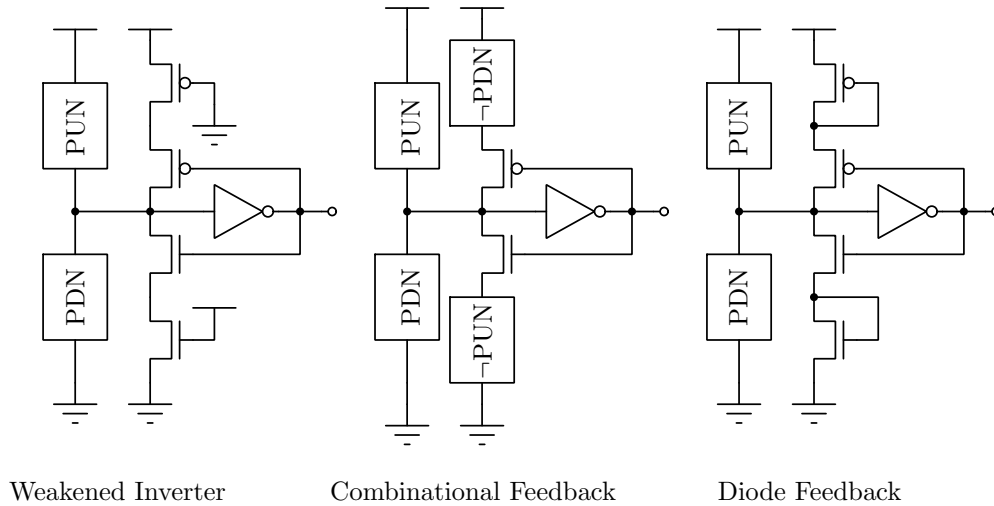 PUN
PDN
PUN
PDN
¬PDN
¬PUN
PUN
PDN
Weakened Inverter
Combinational Feedback
Diode Feedback